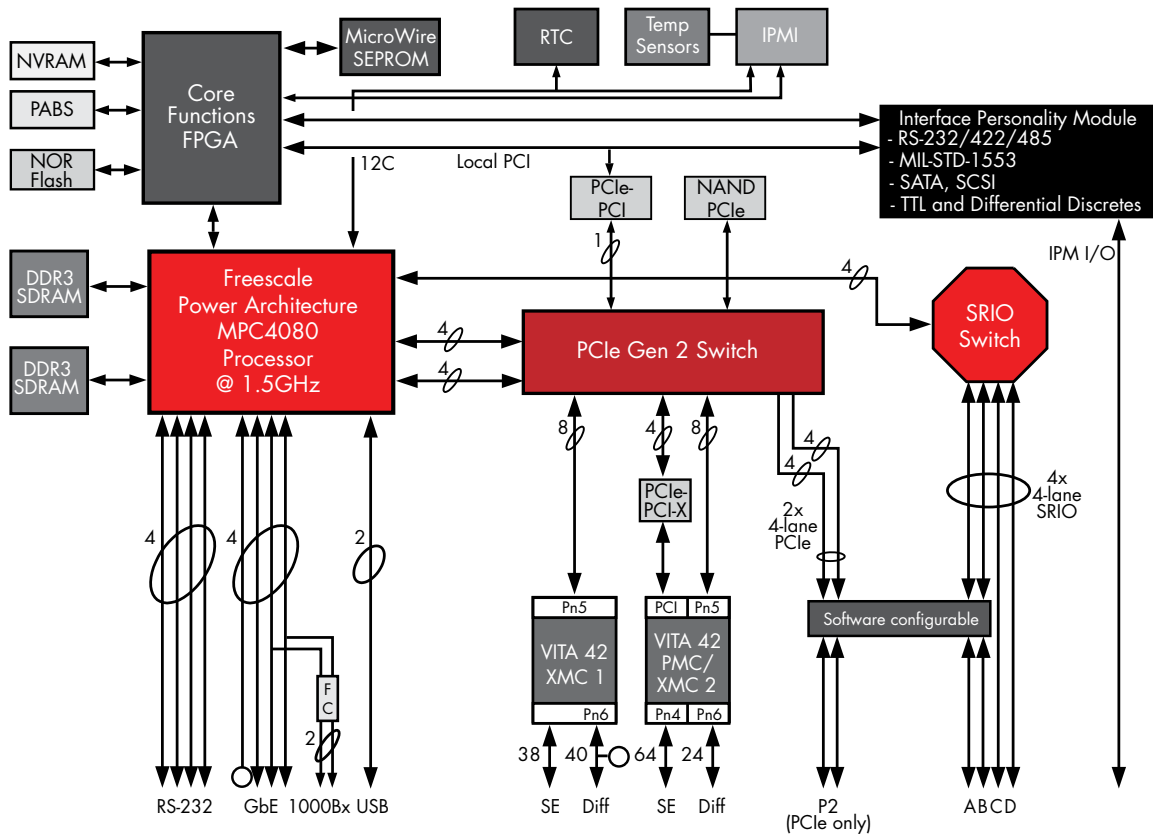 NVRAM
PABS
NOR
Flash
Core
Functions
FPGA
MicroWire
SEPROM
RTC
Temp
Sensors
IPMI
Interface Personality Module
- RS-232/422/485
- MIL-STD-1553
- SATA, SCSI
- TTL and Differential Discretes
12C
Local PCI
PCIe-
PCI
NAND
PCIe
1
IPM I/O
DDR3
SDRAM
DDR3
SDRAM
Freescale
Power Architecture
MPC4080
Processor
@ 1.5GHz
4
4
4
PCIe Gen 2 Switch
SRIO
Switch
8
4
8
4
4
PCIe-
PCI-X
2x
4-lane
PCIe
4x
4-lane
SRIO
4
4
2
Pn5
VITA 42
XMC 1
Pn6
PCI
Pn5
VITA 42
PMC/
XMC 2
Pn4
Pn6
Software configurable
F
C
2
38
40
64
24
RS-232
GbE
1000Bx
USB
SE
Diff
SE
Diff
P2
(PCIe only)
A B C D